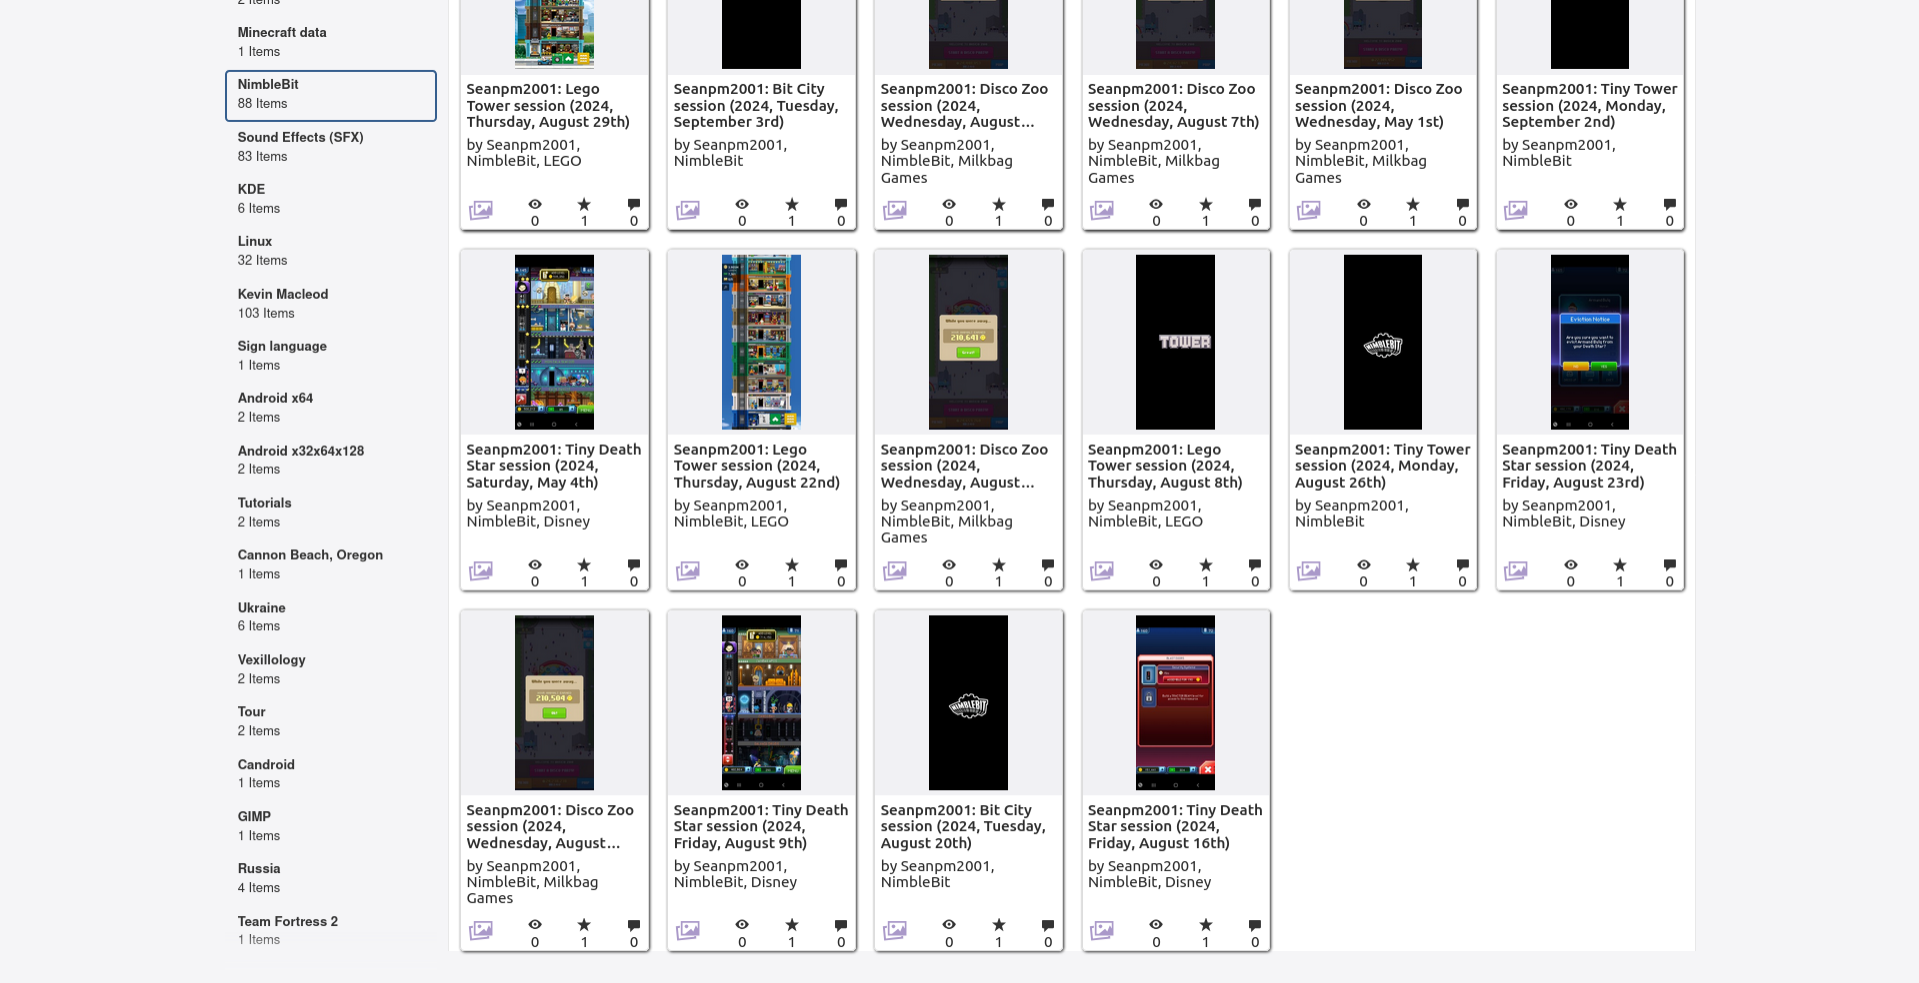 2 Items
Minecraft data
1 Items
NimbleBit
88 Items
Sound Effects (SFX)
83 Items
KDE
6 Items
Linux
32 Items
Kevin Macleod
103 Items
Sign language
1 Items
Android x64
2 Items
Android x32x64x128
2 Items
Tutorials
2 Items
Cannon Beach, Oregon
1 Items
Ukraine
6 Items
Vexillology
2 Items
Tour
2 Items
Candroid
1 Items
GIMP
1 Items
Russia
4 Items
Team Fortress 2
1 Items
Seanpm2001: Lego
Tower session (2024,
Thursday, August 29th)
by Seanpm2001,
NimbleBit, LEGO
0 1 0
Seanpm2001: Bit City
session (2024, Tuesday,
September 3rd)
by Seanpm2001,
NimbleBit
0 1 0
Seanpm2001: Disco Zoo
session (2024,
Wednesday, August...
by Seanpm2001,
NimbleBit, Milkbag
Games
0 1 0
Seanpm2001: Disco Zoo
session (2024,
Wednesday, August 7th)
by Seanpm2001,
NimbleBit, Milkbag
Games
0 1 0
Seanpm2001: Disco Zoo
session (2024,
Wednesday, May 1st)
by Seanpm2001,
NimbleBit, Milkbag
Games
0 1 0
Seanpm2001: Tiny Tower
session (2024, Monday,
September 2nd)
by Seanpm2001,
NimbleBit
0 1 0
Seanpm2001: Tiny Death
Star session (2024,
Saturday, May 4th)
by Seanpm2001,
NimbleBit, Disney
0 1 0
Seanpm2001: Lego
Tower session (2024,
Thursday, August 22nd)
by Seanpm2001,
NimbleBit, LEGO
0 1 0
While you were away...
210,641
Seanpm2001: Disco Zoo
session (2024,
Wednesday, August...
by Seanpm2001,
NimbleBit, Milkbag
Games
0 1 0
TOWER
Seanpm2001: Lego
Tower session (2024,
Thursday, August 8th)
by Seanpm2001,
NimbleBit, LEGO
0 1 0
NIMBLEBIT
Seanpm2001: Tiny Tower
session (2024, Monday,
August 26th)
by Seanpm2001,
NimbleBit
0 1 0
Eviction Notice
Seanpm2001: Tiny Death
Star session (2024,
Friday, August 23rd)
by Seanpm2001,
NimbleBit, Disney
0 1 0
While you were away...
210,504
Seanpm2001: Disco Zoo
session (2024,
Wednesday, August...
by Seanpm2001,
NimbleBit, Milkbag
Games
0 1 0
Seanpm2001: Tiny Death
Star session (2024,
Friday, August 9th)
by Seanpm2001,
NimbleBit, Disney
0 1 0
NIMBLEBIT
Seanpm2001: Bit City
session (2024, Tuesday,
August 20th)
by Seanpm2001,
NimbleBit
0 1 0
Seanpm2001: Tiny Death
Star session (2024,
Friday, August 16th)
by Seanpm2001,
NimbleBit, Disney
0 1 0